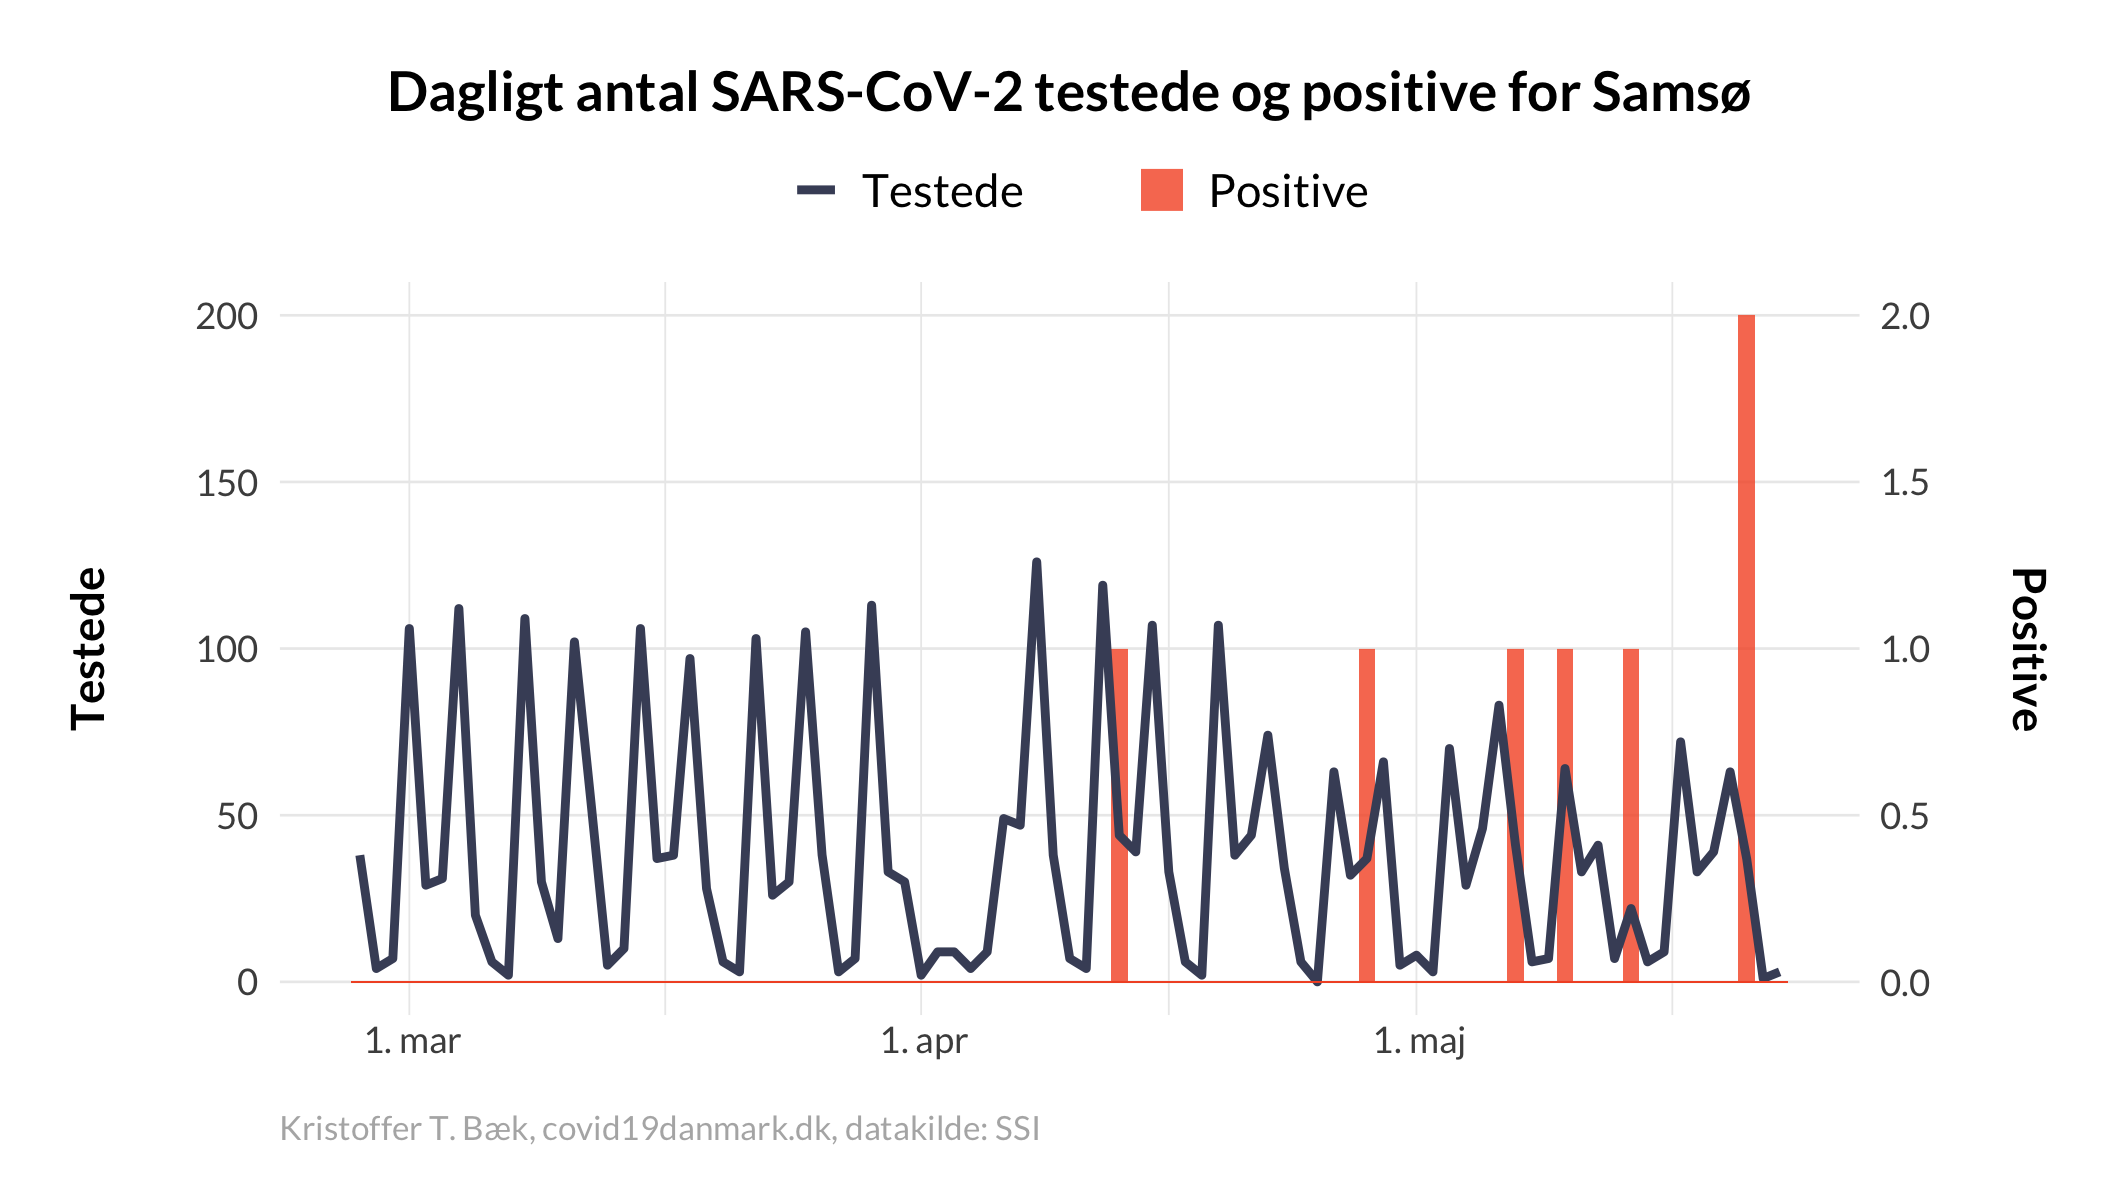 Dagligt antal SARS-CoV-2 testede og positive for Samsø
Testede
Positive
200
150
100
50
0
2.0
1.5
1.0
0.5
0.0
Testede
Positive
1. mar
1. apr
1. maj
Kristoffer T. Bæk, covid19danmark.dk, datakilde: SSI